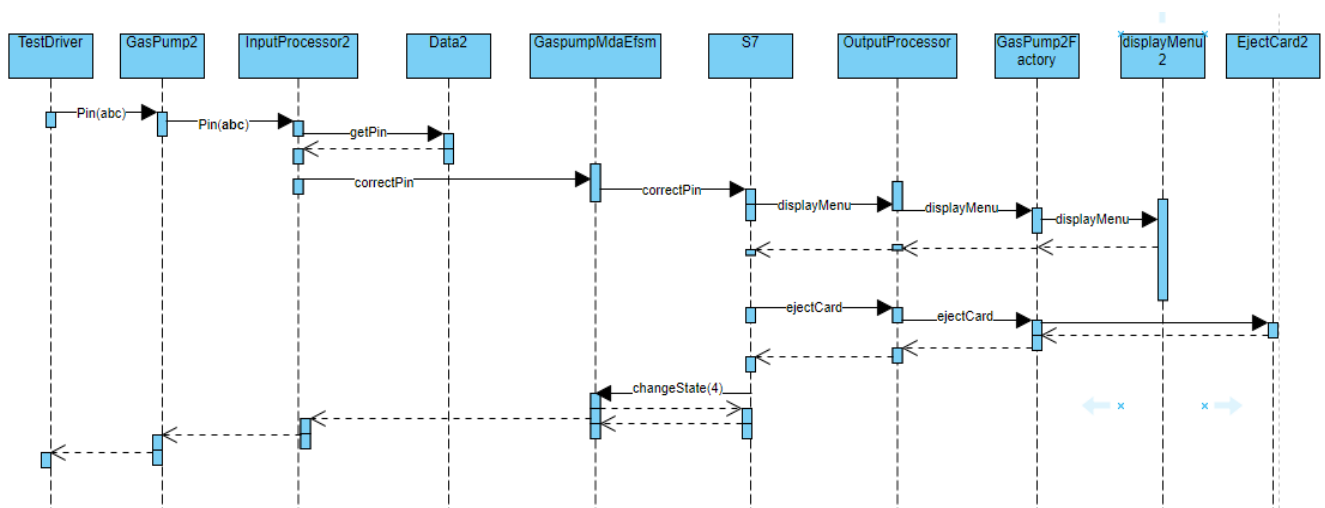 TestDriver
GasPump2
InputProcessor2
Data2
GaspumpMdaEfsm
S7
OutputProcessor
GasPump2F
actory
displayMenu
2
EjectCard2
Pin(abc)
Pin(abc)
getPin
correctPin
correctPin
displayMenu
displayMenu
displayMenu
ejectCard
ejectCard
changeState(4)